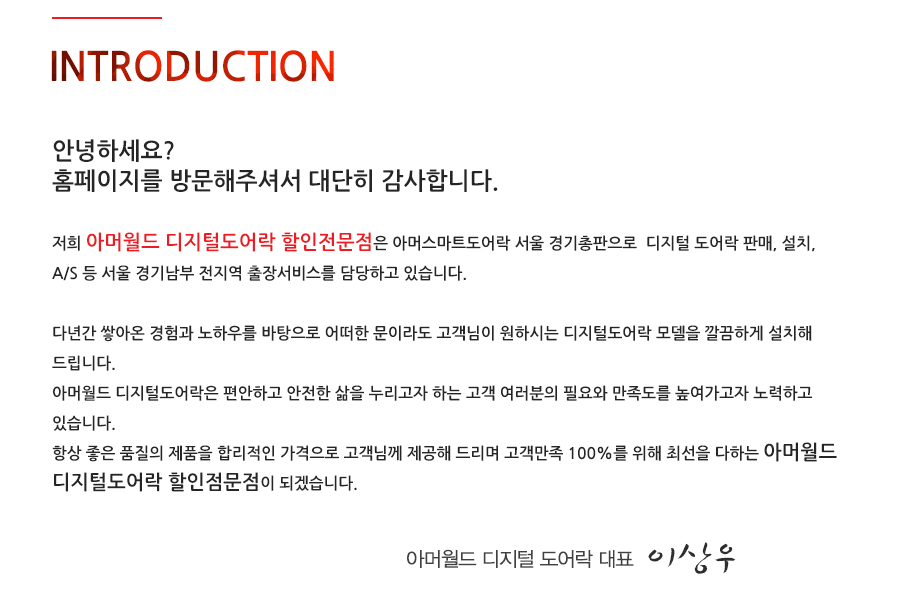 INTRODUCTION
안녕하세요?
홈페이지를 방문해주셔서 대단히 감사합니다.
저희 아머월드 디지털도어락 할인전문점은 아머스마트도어락 서울 경기총판으로 디지털 도어락 판매, 설치,
A/S 등 서울 경기남부 전지역 출장서비스를 담당하고 있습니다.
다년간 쌓아온 경험과 노하우를 바탕으로 어떠한 문이라도 고객님이 원하시는 디지털도어락 모델을 깔끔하게 설치해
드립니다.
아머월드 디지털도어락은 편안하고 안전한 삶을 누리고자 하는 고객 여러분의 필요와 만족도를 높여가고자 노력하고
있습니다.
항상 좋은 품질의 제품을 합리적인 가격으로 고객님께 제공해 드리며 고객만족 100%를 위해 최선을 다하는 아머월드
디지털도어락 할인점문점이 되겠습니다.
아머월드 디지털 도어락 대표 이상우